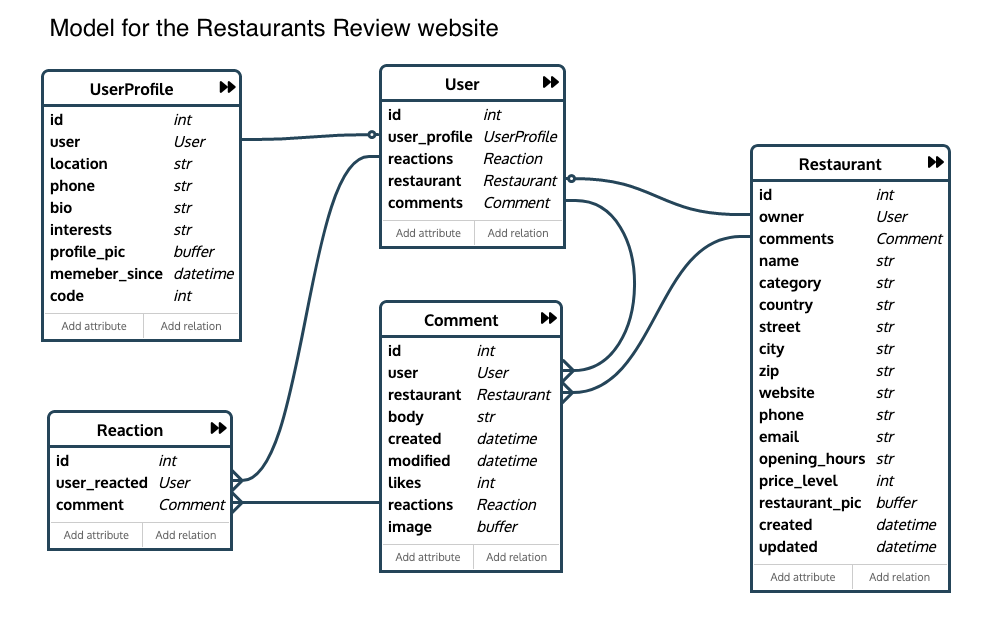 Model for the Restaurants Review website
UserProfile
id int
user User
location str
phone str
bio str
interests str
profile_pic buffer
memeber_since datetime
code int
Add attribute Add relation
User
id int
user_profile UserProfile
reactions Reaction
restaurant Restaurant
comments Comment
Add attribute Add relation
Restaurant
id int
owner User
comments Comment
name str
category str
country str
street str
city str
zip str
website str
phone str
email str
opening_hours str
price_level int
restaurant_pic buffer
created datetime
updated datetime
Add attribute Add relation
Comment
id int
user User
restaurant Restaurant
body str
created datetime
modified datetime
likes int
reactions Reaction
image buffer
Add attribute Add relation
Reaction
id int
user_reacted User
comment Comment
Add attribute Add relation